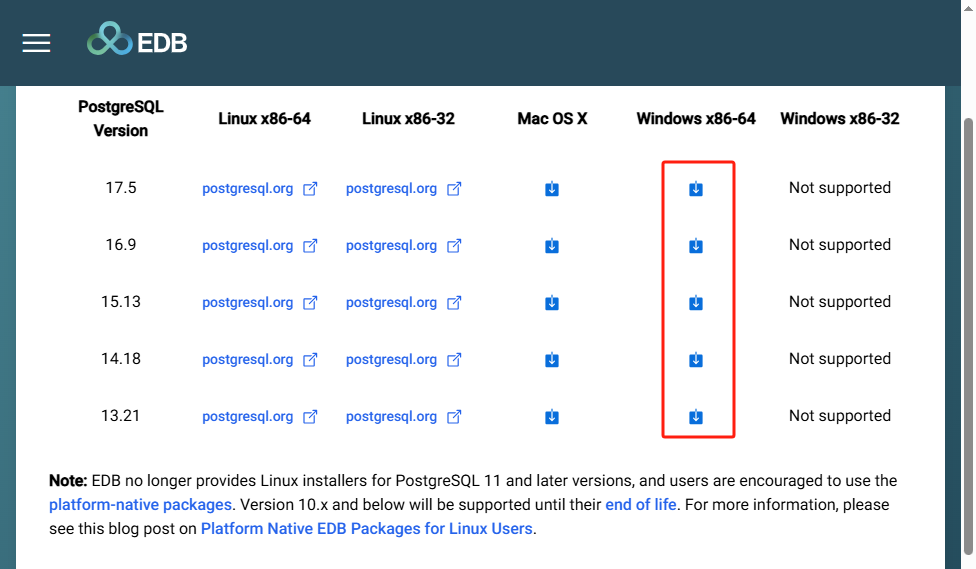 EDB
PostgreSQL Version Linux x86-64 Linux x86-32 Mac OS X Windows x86-64 Windows x86-32
17.5 postgresql.org postgresql.org Not supported
16.9 postgresql.org postgresql.org Not supported
15.13 postgresql.org postgresql.org Not supported
14.18 postgresql.org postgresql.org Not supported
13.21 postgresql.org postgresql.org Not supported
Note: EDB no longer provides Linux installers for PostgreSQL 11 and later versions, and users are encouraged to use the
platform-native packages. Version 10.x and below will be supported until their end of life. For more information, please
see this blog post on Platform Native EDB Packages for Linux Users.